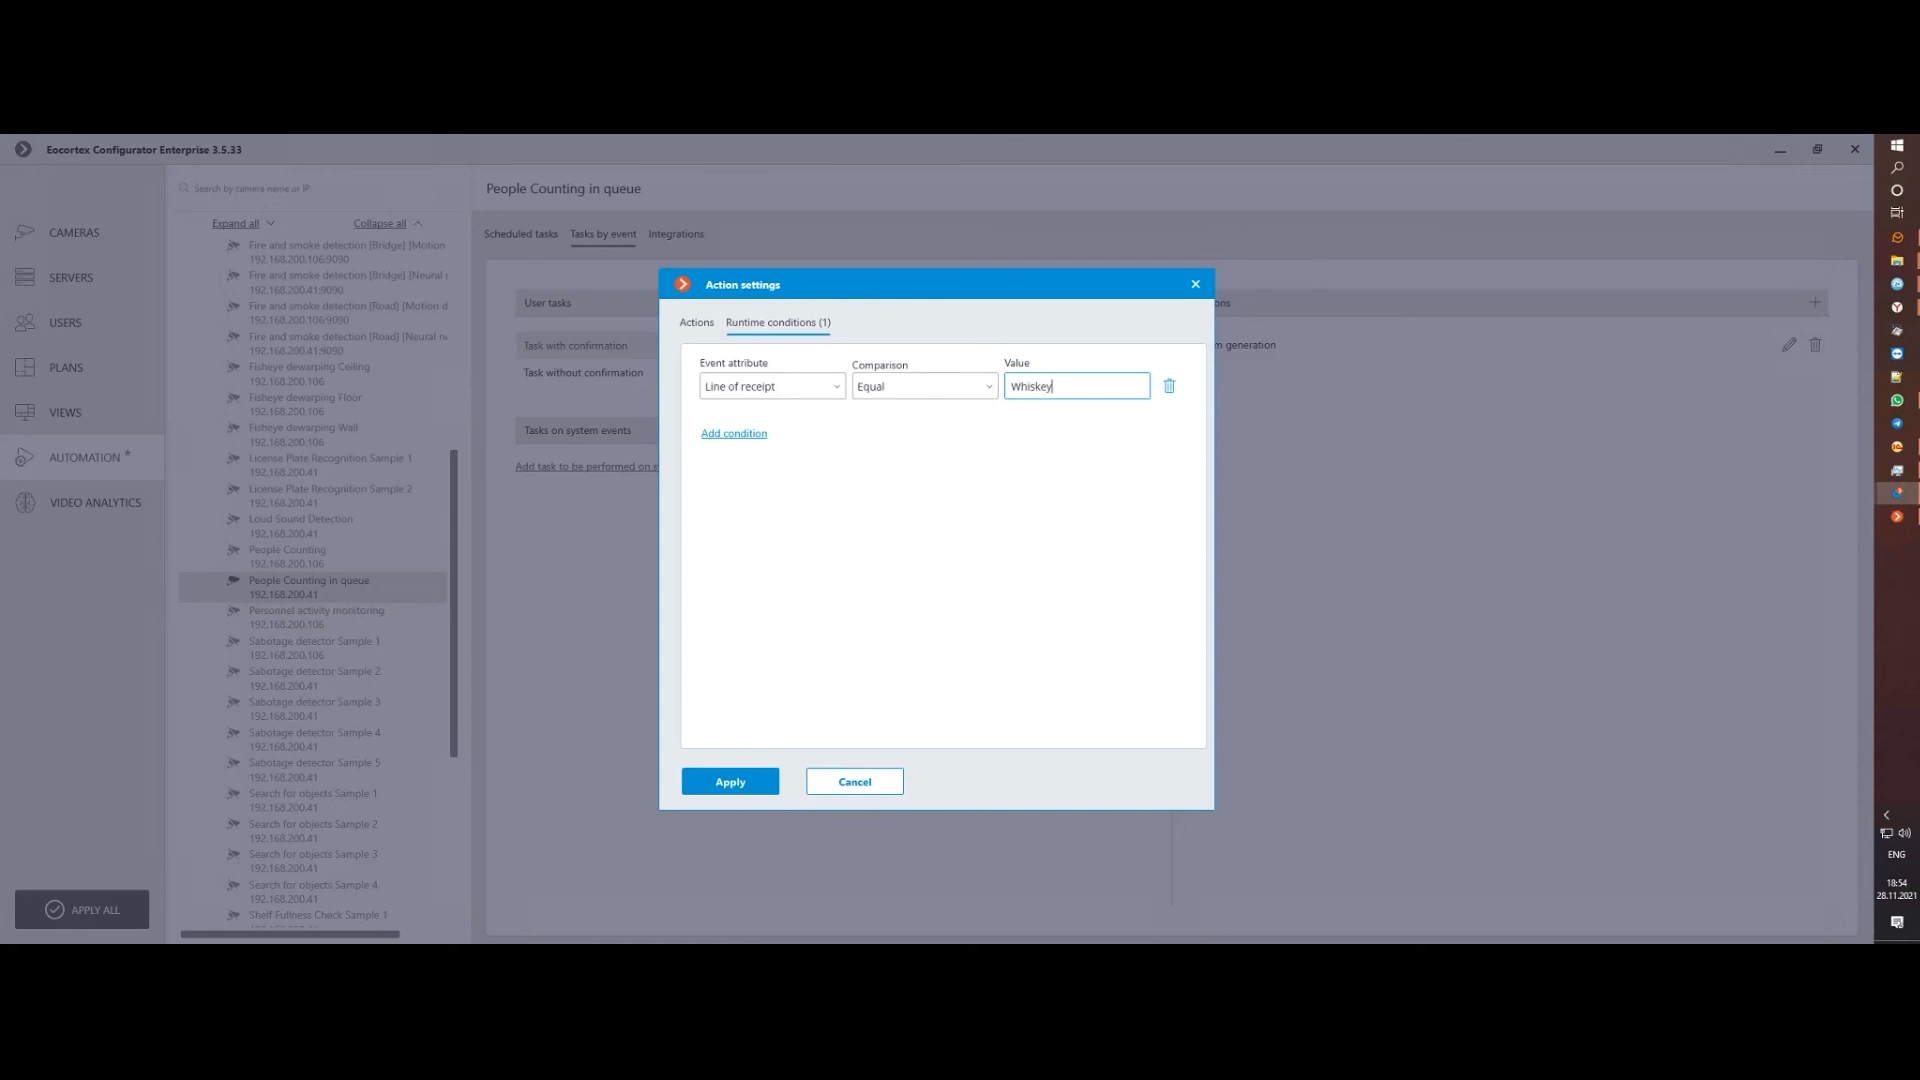 Eocortex Configurator Enterprise 3.5.33
Search by camera name or IP
People Counting in queue
Expand all
Collapse all
CAMERAS
SERVERS
USERS
PLANS
VIEWS
AUTOMATION *
VIDEO ANALYTICS
APPLY ALL
Fire and smoke detection [Bridge] [Motion
192.168.200.106:9090
Fire and smoke detection [Bridge] [Neural
192.168.200.41:9090
Fire and smoke detection [Road] [Motion d
192.168.200.106:9090
Fire and smoke detection [Road] [Neural n
192.168.200.41:9090
Fisheye dewarping Ceiling
192.168.200.106
Fisheye dewarping Floor
192.168.200.106
Fisheye dewarping Wall
192.168.200.106
License Plate Recognition Sample 1
192.168.200.41
License Plate Recognition Sample 2
192.168.200.41
Loud Sound Detection
192.168.200.41
People Counting
192.168.200.106
People Counting in queue
192.168.200.41
Personnel activity monitoring
192.168.200.106
Sabotage detector Sample 1
192.168.200.106
Sabotage detector Sample 2
192.168.200.41
Sabotage detector Sample 3
192.168.200.41
Sabotage detector Sample 4
192.168.200.41
Sabotage detector Sample 5
192.168.200.41
Search for objects Sample 1
192.168.200.41
Search for objects Sample 2
192.168.200.41
Search for objects Sample 3
192.168.200.41
Search for objects Sample 4
192.168.200.41
Shelf Fullness Check Sample 1
Scheduled tasks Tasks by event Integrations
User tasks
Task with confirmation
Task without confirmation
Tasks on system events
Add task to be performed on s
ons
m generation
Action settings
Actions Runtime conditions (1)
Event attribute Comparison Value
Line of receipt Equal Whiskey
Add condition
Apply Cancel
ENG
18:54
28.11.2021